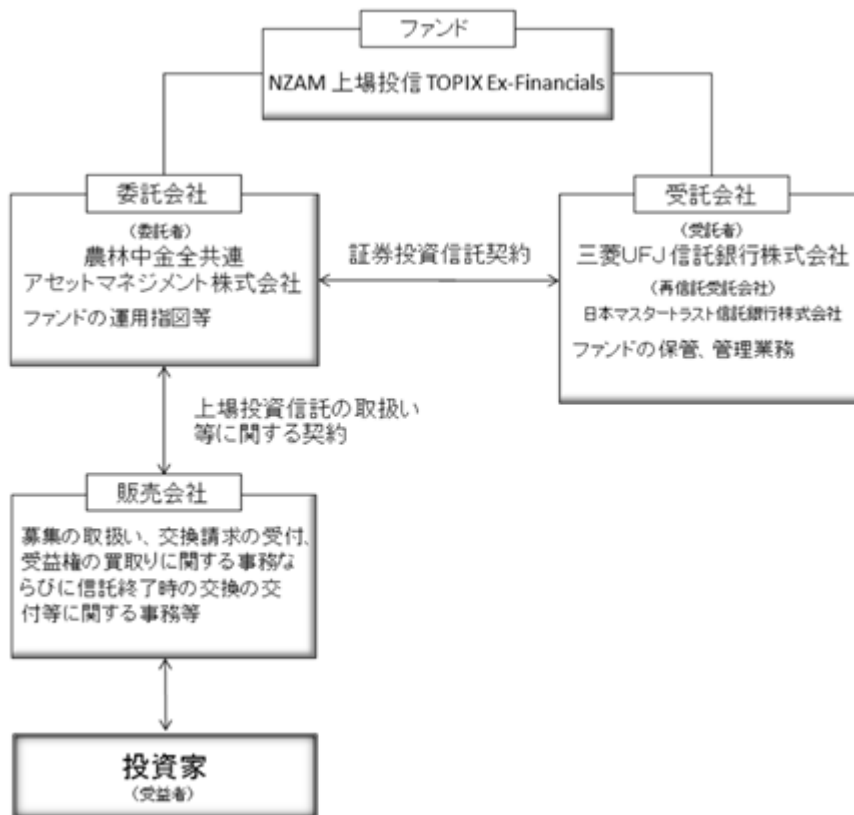 ファンド
NZAM 上場投信 TOPIX Ex-Financials
委託会社
(委託者)
農林中金全共連
アセットマネジメント株式会社
ファンドの運用指図等
証券投資信託契約
受託会社
(受託者)
三菱UFJ信託銀行株式会社
(再信託受託会社)
日本マスタートラスト信託銀行株式会社
ファンドの保管、管理業務
上場投資信託の取扱い
等に関する契約
販売会社
募集の取扱い、交換請求の受付、
受益権の買取りに関する事務な
らびに信託終了時の交換の交
付等に関する事務等
投資家
(受益者)